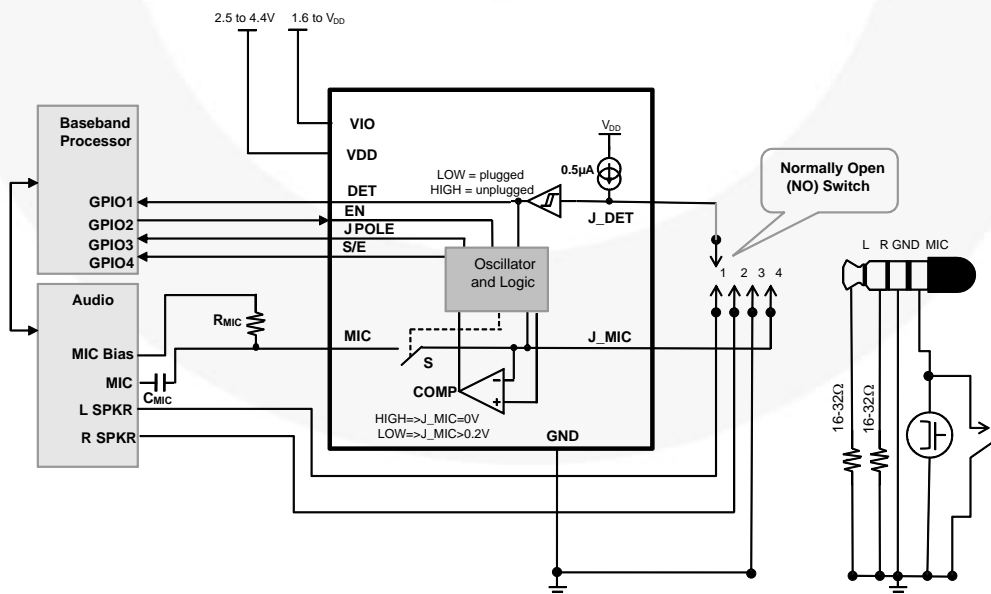 2.5 to 4.4V
1.6 to VDD
Baseband
Processor
GPIO1
GPIO2
GPIO3
GPIO4
Audio
MIC Bias
MIC
CMIC
L SPKR
R SPKR
RMIC
VIO
VDD
DET
EN
JPOLE
S/E
MIC
LOW = plugged
HIGH = unplugged
VDD
0.5µA
J_DET
Oscillator
and Logic
S
J_MIC
COMP
-
+
HIGH=>J_MIC=0V
LOW=>J_MIC>0.2V
GND
Normally Open
(NO) Switch
1 2 3 4
L R GND MIC
16-32Ω
16-32Ω